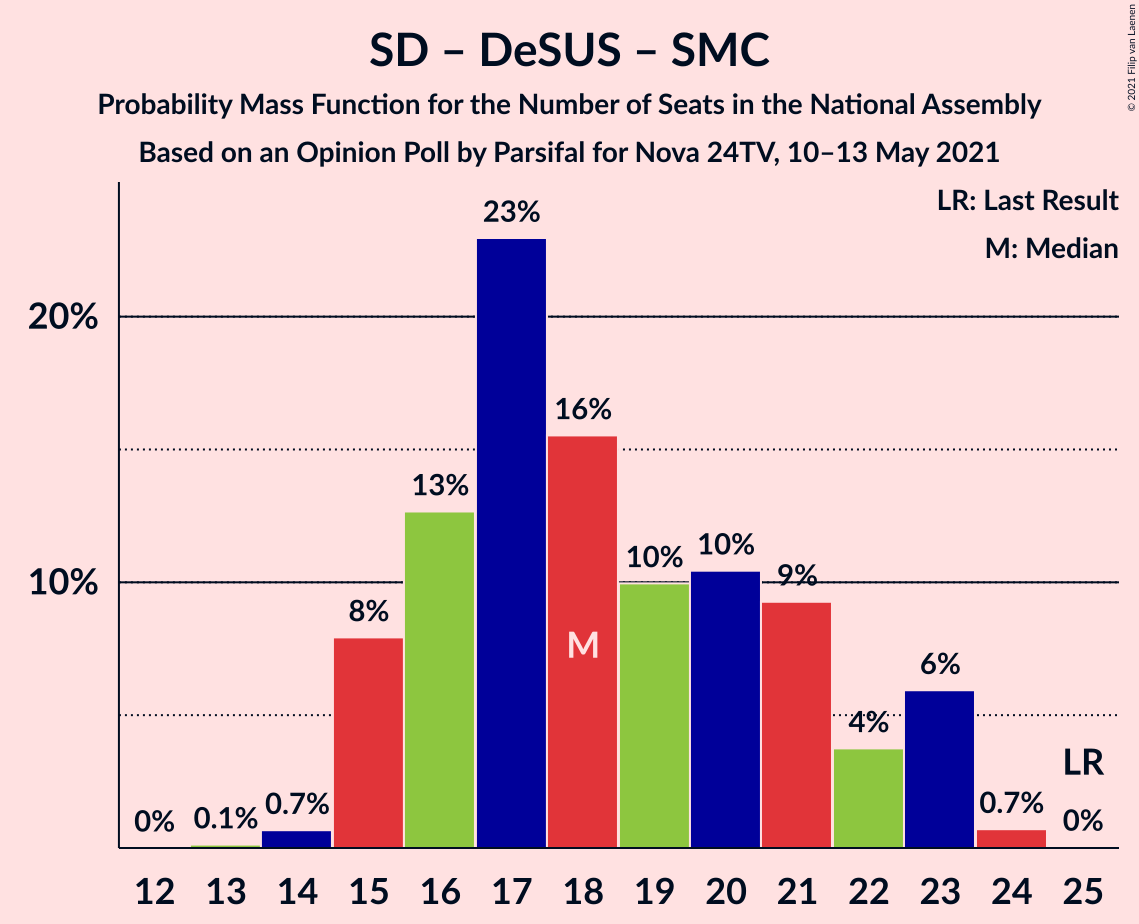 SD – DeSUS – SMC
Probability Mass Function for the Number of Seats in the National Assembly
Based on an Opinion Poll by Parsifal for Nova 24TV, 10–13 May 2021
© 2021 Filip van Laenen
LR: Last Result
M: Median
20%
10%
0%
0.1%
0.7%
8%
13%
23%
16%
10%
10%
9%
4%
6%
0.7%
0%
M
LR
12 13 14 15 16 17 18 19 20 21 22 23 24 25